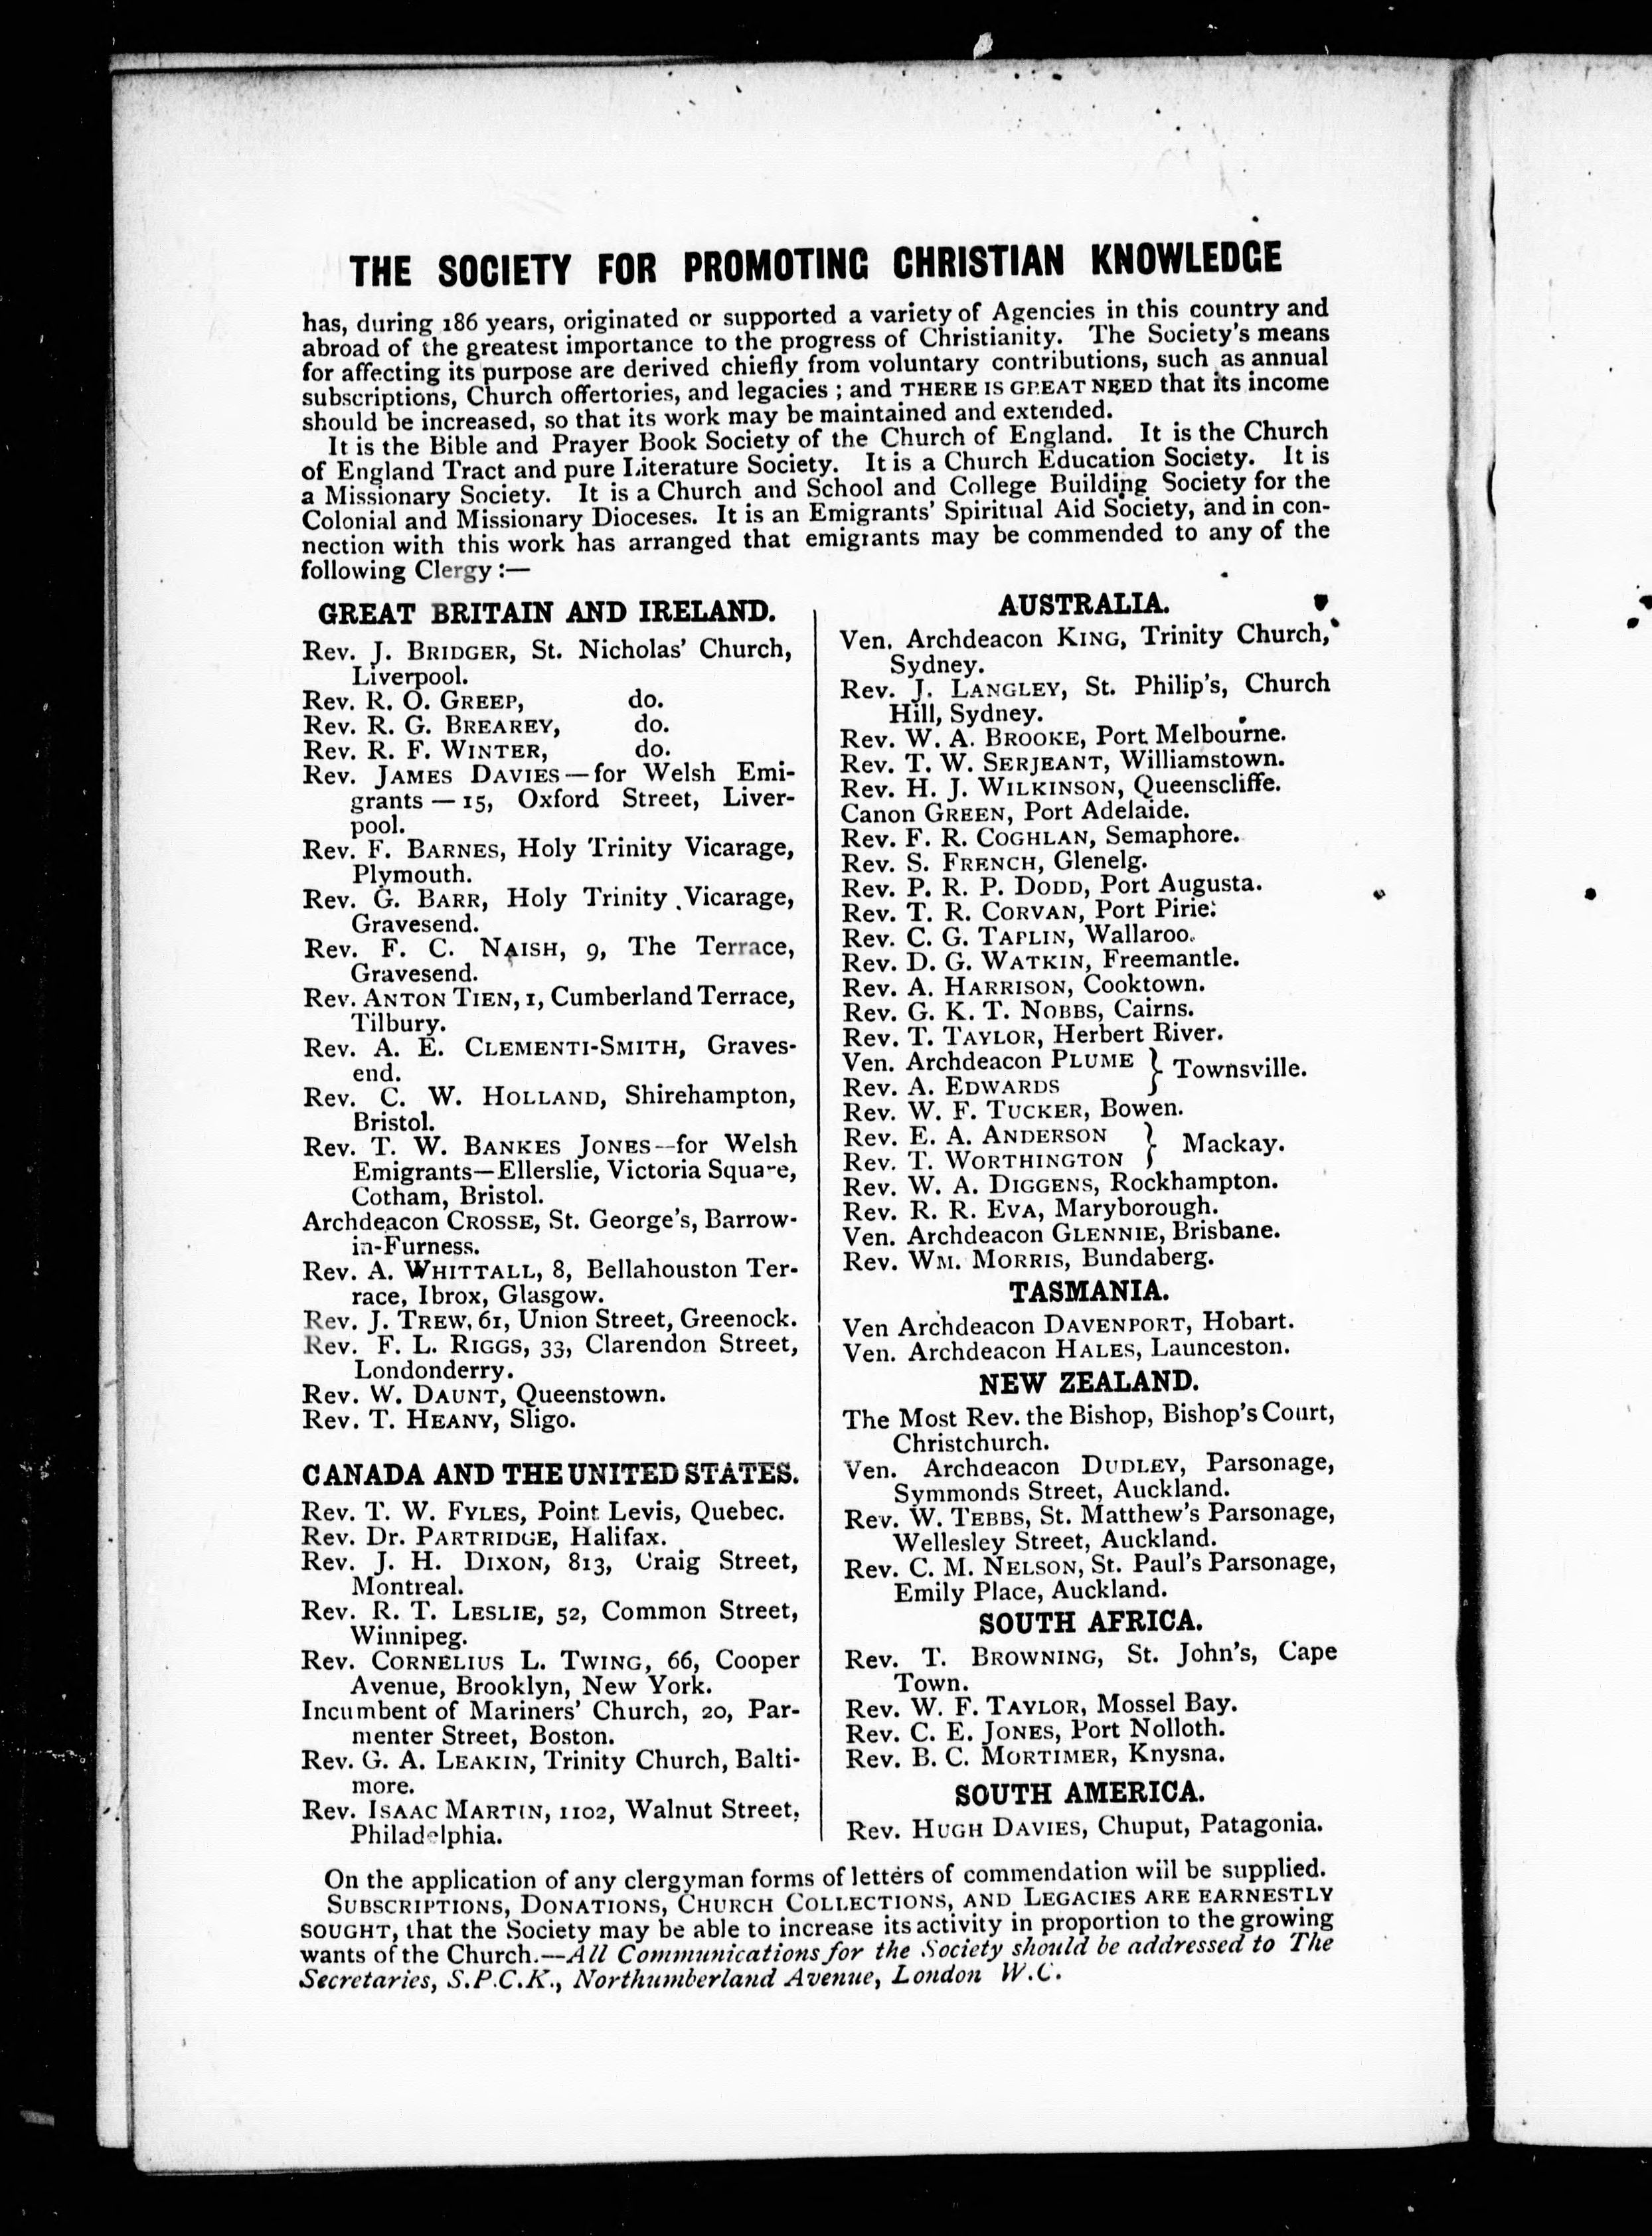 THE SOCIETY FOR PROMOTING CHRISTIAN KNOWLEDGE
has, during 186 years, originated or supported a variety of Agencies in this country and
abroad of the greatest importance to the progress of Christianity. The Society's means
for affecting its purpose are derived chiefly from voluntary contributions, such as annual
subscriptions, Church offertories, and legacies ; and THERE IS GREAT NEED that its income
should be increased, so that its work may be maintained and extended.
It is the Bible and Prayer Book Society of the Church of England. It is the Church
of England Tract and pure Literature Society. It is a Church Education Society. It is
a Missionary Society. It is a Church and School and College Building Society for the
Colonial and Missionary Dioceses. It is an Emigrants' Spiritual Aid Society, and in con-
nection with this work has arranged that emigrants may be commended to any of the
following Clergy :—
GREAT BRITAIN AND IRELAND.
Rev. J. BRIDGER, St. Nicholas' Church,
Liverpool.
Rev. R. O. GREEP, do.
Rev. R. G. BREAREY, do.
Rev. R. F. WINTER, do.
Rev. JAMES DAVIES — for Welsh Emi-
grants — 15, Oxford Street, Liver-
pool.
Rev. F. BARNES, Holy Trinity Vicarage,
Plymouth.
Rev. G. BARR, Holy Trinity Vicarage,
Gravesend.
Rev. F. C. NAISH, 9, The Terrace,
Gravesend.
Rev. ANTON TIEN, 1, Cumberland Terrace,
Tilbury.
Rev. A. E. CLEMENTI-SMITH, Graves-
end.
Rev. C. W. HOLLAND, Shirehampton,
Bristol.
Rev. T. W. BANKES JONES—for Welsh
Emigrants—Ellerslie, Victoria Square,
Cotham, Bristol.
Archdeacon CROSSE, St. George's, Barrow-
in-Furness.
Rev. A. WHITTALL, 8, Bellahouston Ter-
race, Ibrox, Glasgow.
Rev. J. TREW, 61, Union Street, Greenock.
Rev. F. L. RIGGS, 33, Clarendon Street,
Londonderry.
Rev. W. DAUNT, Queenstown.
Rev. T. HEANY, Sligo.
CANADA AND THE UNITED STATES.
Rev. T. W. FYLES, Point Levis, Quebec.
Rev. Dr. PARTRIDGE, Halifax.
Rev. J. H. DIXON, 813, Craig Street,
Montreal.
Rev. R. T. LESLIE, 52, Common Street,
Winnipeg.
Rev. CORNELIUS L. TWING, 66, Cooper
Avenue, Brooklyn, New York.
Incumbent of Mariners' Church, 20, Par-
menter Street, Boston.
Rev. G. A. LEAKIN, Trinity Church, Balti-
more.
Rev. ISAAC MARTIN, 1102, Walnut Street,
Philadelphia.
AUSTRALIA.
Ven. Archdeacon KING, Trinity Church,
Sydney.
Rev. J. LANGLEY, St. Philip's, Church
Hill, Sydney.
Rev. W. A. BROOKE, Port Melbourne.
Rev. T. W. SERJEANT, Williamstown.
Rev. H. J. WILKINSON, Queenscliffe.
Canon GREEN, Port Adelaide.
Rev. F. R. COGHLAN, Semaphore.
Rev. S. FRENCH, Glenelg.
Rev. P. R. P. DODD, Port Augusta.
Rev. T. R. CORVAN, Port Pirie.
Rev. C. G. TAPLIN, Wallaroo.
Rev. D. G. WATKIN, Freemantle.
Rev. A. HARRISON, Cooktown.
Rev. G. K. T. NOBBS, Cairns.
Rev. T. TAYLOR, Herbert River.
Ven. Archdeacon PLUME } Townsville.
Rev. A. EDWARDS
Rev. W. F. TUCKER, Bowen.
Rev. E. A. ANDERSON } Mackay.
Rev. T. WORTHINGTON
Rev. W. A. DIGGENS, Rockhampton.
Rev. R. R. EVA, Maryborough.
Ven. Archdeacon GLENNIE, Brisbane.
Rev. WM. MORRIS, Bundaberg.
TASMANIA.
Ven Archdeacon DAVENPORT, Hobart.
Ven. Archdeacon HALES, Launceston.
NEW ZEALAND.
The Most Rev. the Bishop, Bishop's Court,
Christchurch.
Ven. Archdeacon DUDLEY, Parsonage,
Symmonds Street, Auckland.
Rev. W. TEBBS, St. Matthew's Parsonage,
Wellesley Street, Auckland.
Rev. C. M. NELSON, St. Paul's Parsonage,
Emily Place, Auckland.
SOUTH AFRICA.
Rev. T. BROWNING, St. John's, Cape
Town.
Rev. W. F. TAYLOR, Mossel Bay.
Rev. C. E. JONES, Port Nolloth.
Rev. B. C. MORTIMER, Knysna.
SOUTH AMERICA.
Rev. HUGH DAVIES, Chuput, Patagonia.
On the application of any clergyman forms of letters of commendation will be supplied.
SUBSCRIPTIONS, DONATIONS, CHURCH COLLECTIONS, AND LEGACIES ARE EARNESTLY
SOUGHT, that the Society may be able to increase its activity in proportion to the growing
wants of the Church.—All Communications for the Society should be addressed to The
Secretaries, S.P.C.K., Northumberland Avenue, London W.C.